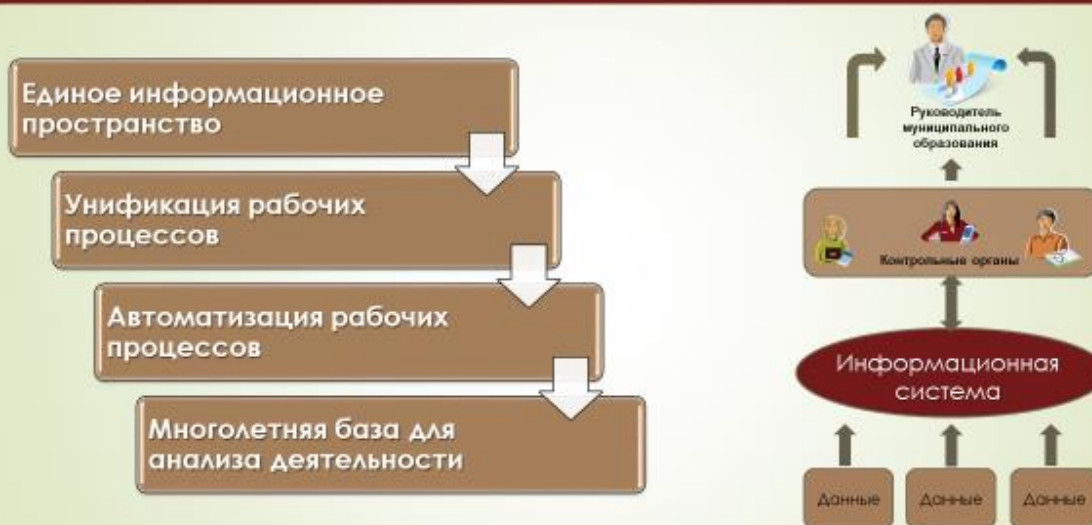 Единое информационное
пространство
Унификация рабочих
процессов
Автоматизация рабочих
процессов
Многолетняя база для
анализа деятельности
Руководитель
муниципального
образования
Контрольные органы
Информационная
система
Данные
Данные
Данные